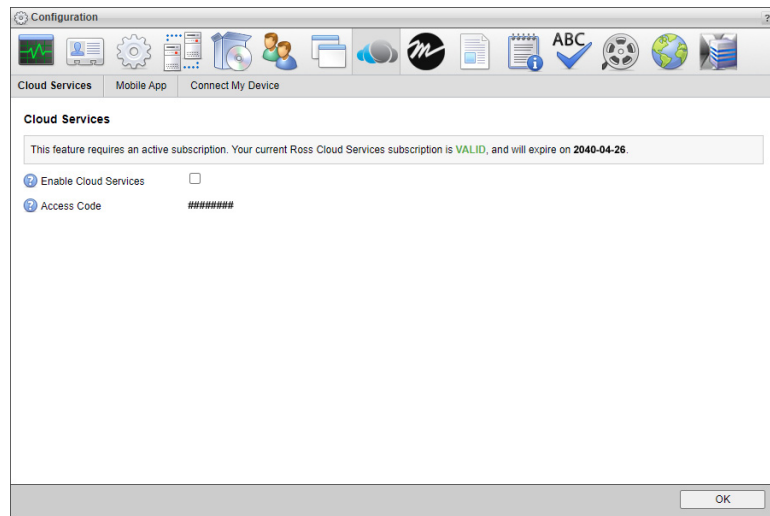 Configuration
?
ABC
Cloud Services
Mobile App
Connect My Device
Cloud Services
This feature requires an active subscription. Your current Ross Cloud Services subscription is VALID, and will expire on 2040-04-26.
Enable Cloud Services
Access Code ########
OK